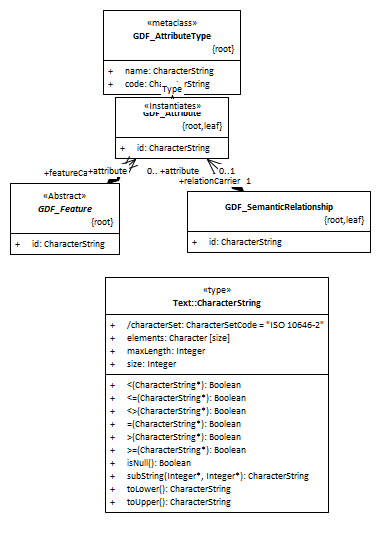 «metaclass»
GDF_AttributeType
{root}
+ name: CharacterString
+ code: CharacterString
Type
«Instantiates»
GDF_Attribute
{root,leaf}
+ id: CharacterString
+featureCa +attribute 0.. +attribute 0..1
+relationCarrier 1
«Abstract»
GDF_Feature
{root}
+ id: CharacterString
GDF_SemanticRelationship
{root,leaf}
+ id: CharacterString
«type»
Text::CharacterString
+ /characterSet: CharacterSetCode = "ISO 10646-2"
+ elements: Character [size]
+ maxLength: Integer
+ size: Integer
+ <(CharacterString*): Boolean
+ <=(CharacterString*): Boolean
+ <>(CharacterString*): Boolean
+ =(CharacterString*): Boolean
+ >(CharacterString*): Boolean
+ >=(CharacterString*): Boolean
+ isNull(): Boolean
+ subString(Integer*, Integer*): CharacterString
+ toLower(): CharacterString
+ toUpper(): CharacterString